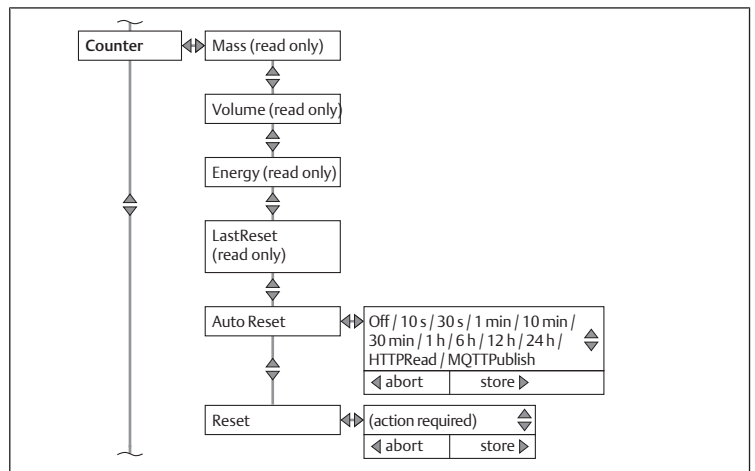 Counter
Mass (read only)
Volume (read only)
Energy (read only)
LastReset
(read only)
Auto Reset
Off / 10 s / 30 s / 1 min / 10 min /
30 min / 1 h / 6 h / 12 h / 24 h /
HTTPRead / MQTTPublish
abort store
Reset
(action required)
abort store